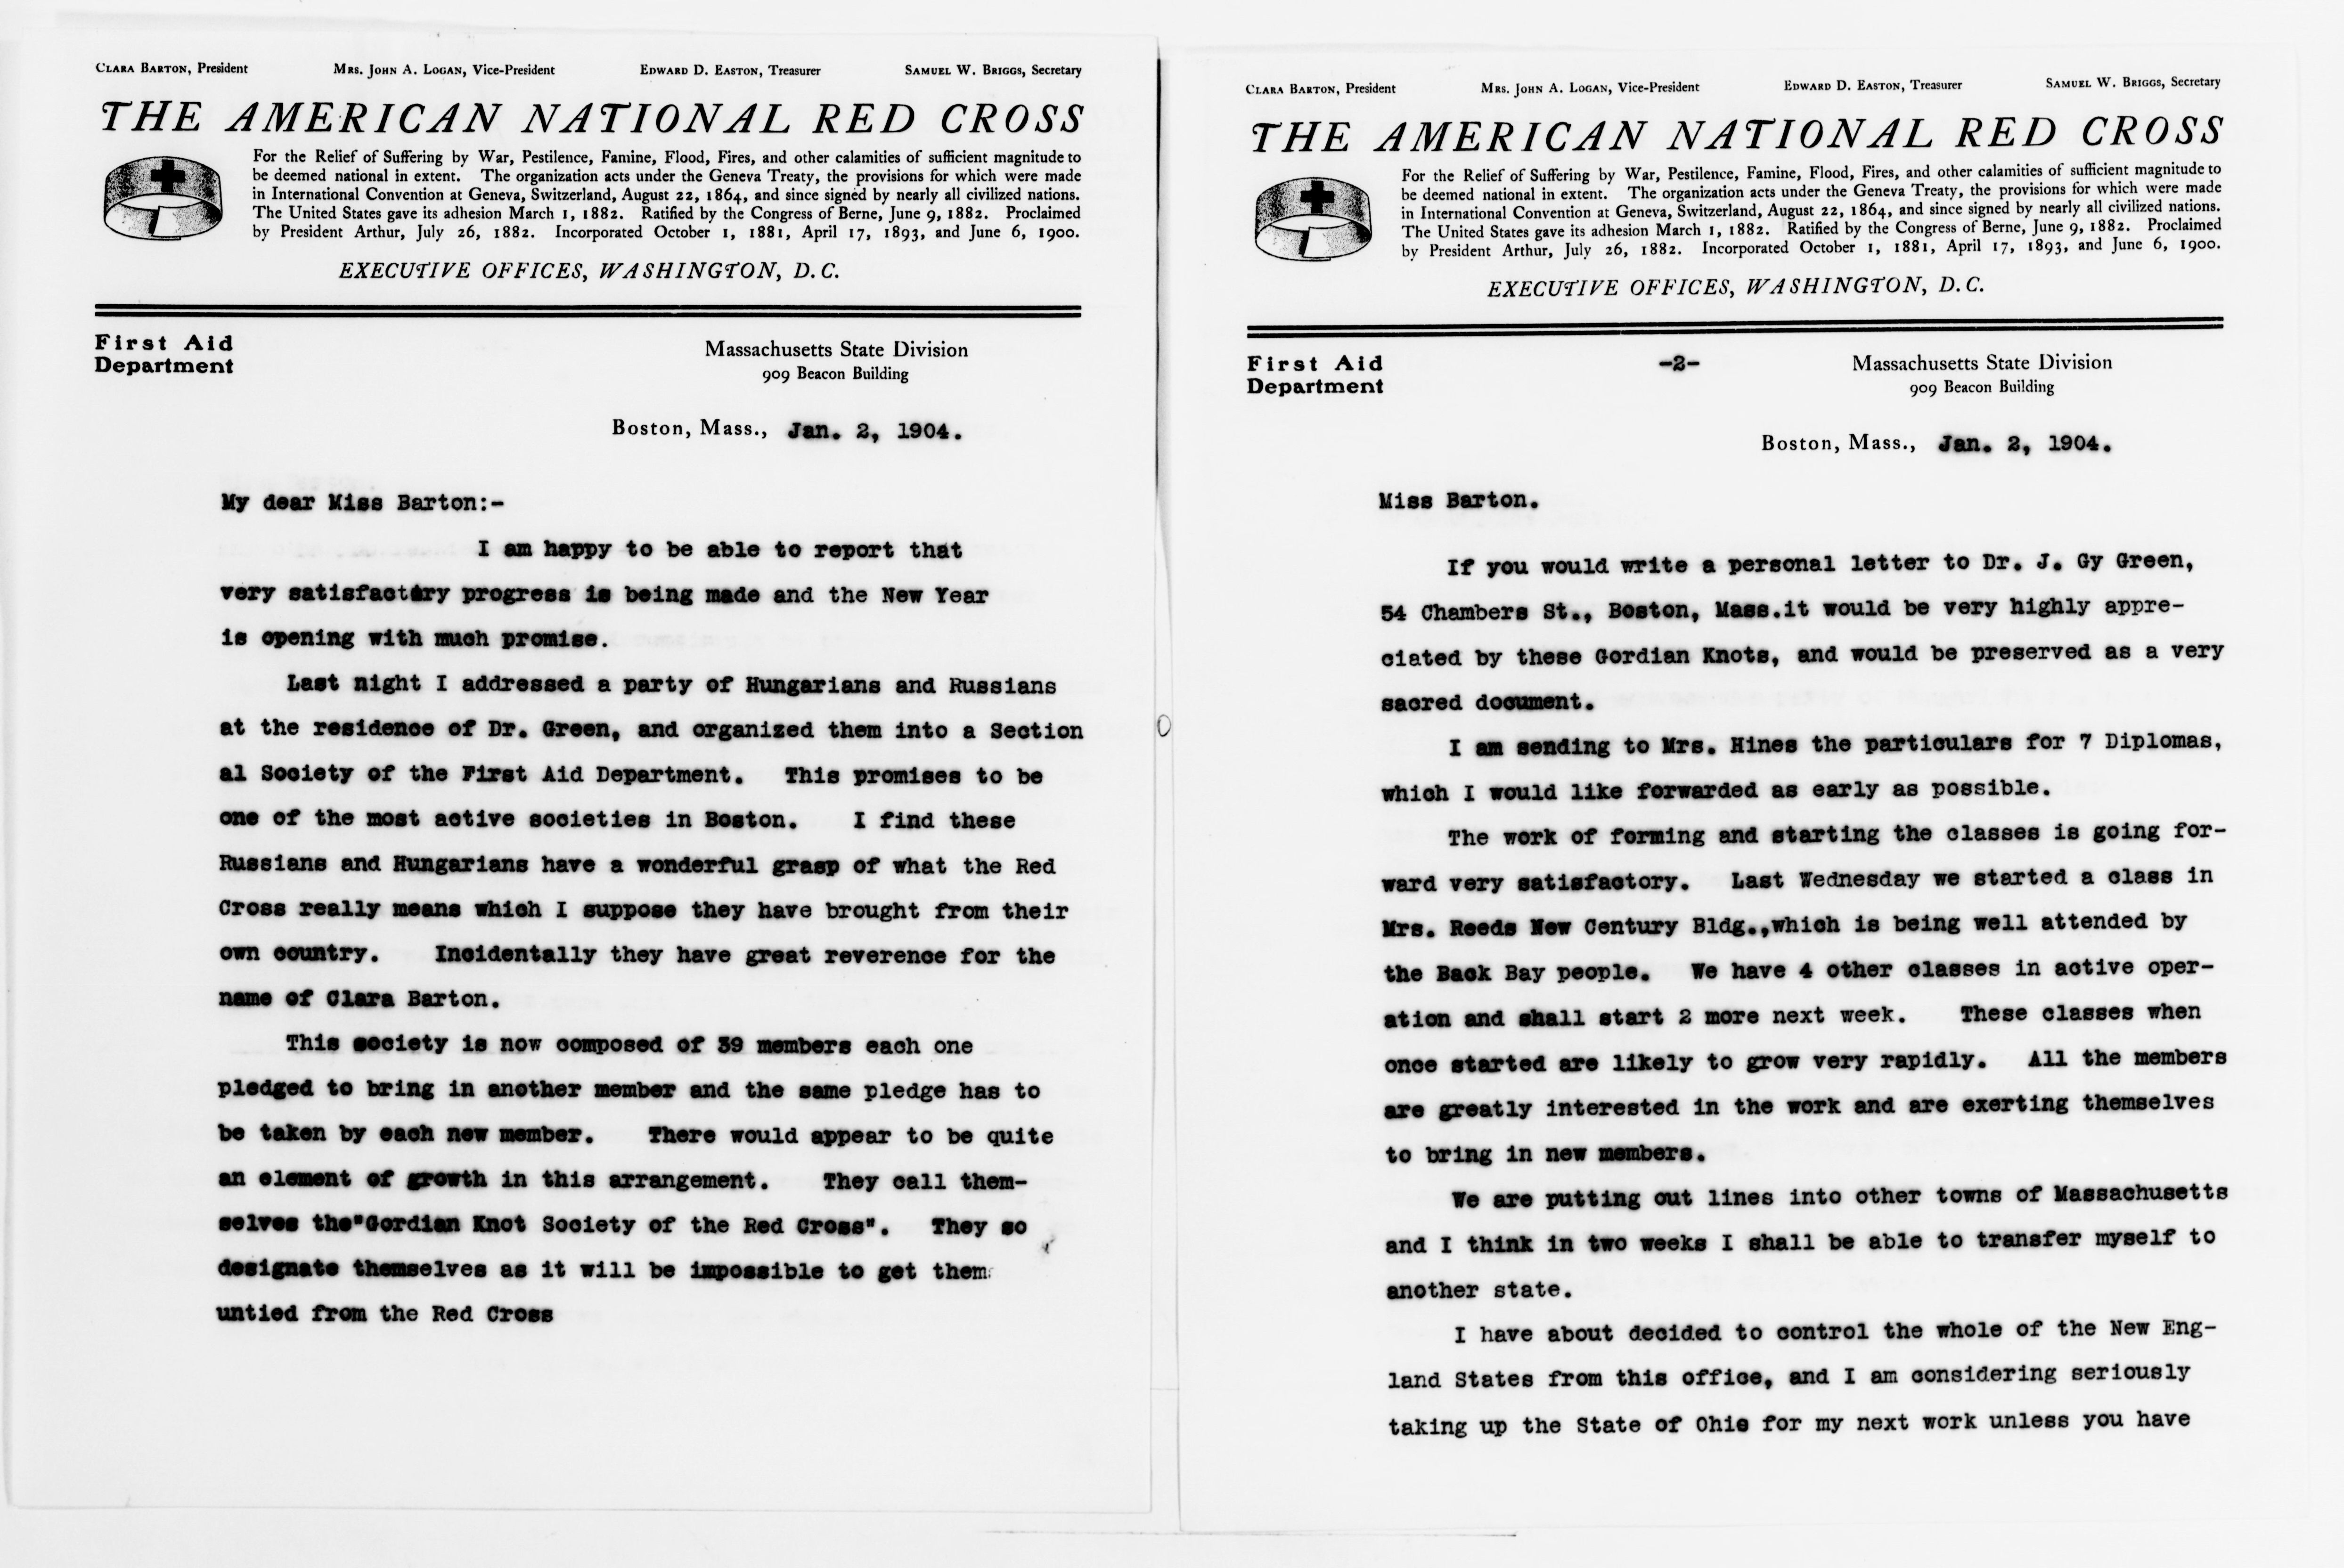 CLARA BARTON, President MRS. JOHN A. LOGAN, Vice-President EDWARD D. EASTON, Treasurer SAMUEL W. BRIGGS, Secretary
THE AMERICAN NATIONAL RED CROSS
For the Relief of Suffering by War, Pestilence, Famine, Flood, Fires, and other calamities of sufficient magnitude to
be deemed national in extent. The organization acts under the Geneva Treaty, the provisions for which were made
in International Convention at Geneva, Switzerland, August 22, 1864, and since signed by nearly all civilized nations.
The United States gave its adhesion March 1, 1882. Ratified by the Congress of Berne, June 9, 1882. Proclaimed
by President Arthur, July 26, 1882. Incorporated October 1, 1881, April 17, 1893, and June 6, 1900.
EXECUTIVE OFFICES, WASHINGTON, D. C.
First Aid
Department
Massachusetts State Division
909 Beacon Building
Boston, Mass., Jan. 2, 1904.
My dear Miss Barton:-
I am happy to be able to report that
very satisfactory progress is being made and the New Year
is opening with much promise.
Last night I addressed a party of Hungarians and Russians
at the residence of Dr. Green, and organized them into a Section
al Society of the First Aid Department. This promises to be
one of the most active societies in Boston. I find these
Russians and Hungarians have a wonderful grasp of what the Red
Cross really means which I suppose they have brought from their
own country. Incidentally they have great reverence for the
name of Clara Barton.
This society is now composed of 39 members each one
pledged to bring in another member and the same pledge has to
be taken by each new member. There would appear to be quite
an element of growth in this arrangement. They call them-
selves the"Gordian Knot Society of the Red Cross". They so
designate themselves as it will be impossible to get them
untied from the Red Cross
CLARA BARTON, President MRS. JOHN A. LOGAN, Vice-President EDWARD D. EASTON, Treasurer SAMUEL W. BRIGGS, Secretary
THE AMERICAN NATIONAL RED CROSS
For the Relief of Suffering by War, Pestilence, Famine, Flood, Fires, and other calamities of sufficient magnitude to
be deemed national in extent. The organization acts under the Geneva Treaty, the provisions for which were made
in International Convention at Geneva, Switzerland, August 22, 1864, and since signed by nearly all civilized nations.
The United States gave its adhesion March 1, 1882. Ratified by the Congress of Berne, June 9, 1882. Proclaimed
by President Arthur, July 26, 1882. Incorporated October 1, 1881, April 17, 1893, and June 6, 1900.
EXECUTIVE OFFICES, WASHINGTON, D. C.
First Aid
Department
-2-
Massachusetts State Division
909 Beacon Building
Boston, Mass., Jan. 2, 1904.
Miss Barton.
If you would write a personal letter to Dr. J. Gy Green,
54 Chambers St., Boston, Mass.it would be very highly appre-
ciated by these Gordian Knots, and would be preserved as a very
sacred document.
I am sending to Mrs. Hines the particulars for 7 Diplomas,
which I would like forwarded as early as possible.
The work of forming and starting the classes is going for-
ward very satisfactory. Last Wednesday we started a class in
Mrs. Reeds New Century Bldg.,which is being well attended by
the Back Bay people. We have 4 other classes in active oper-
ation and shall start 2 more next week. These classes when
once started are likely to grow very rapidly. All the members
are greatly interested in the work and are exerting themselves
to bring in new members.
We are putting out lines into other towns of Massachusetts
and I think in two weeks I shall be able to transfer myself to
another state.
I have about decided to control the whole of the New Eng-
land States from this office, and I am considering seriously
taking up the State of Ohio for my next work unless you have